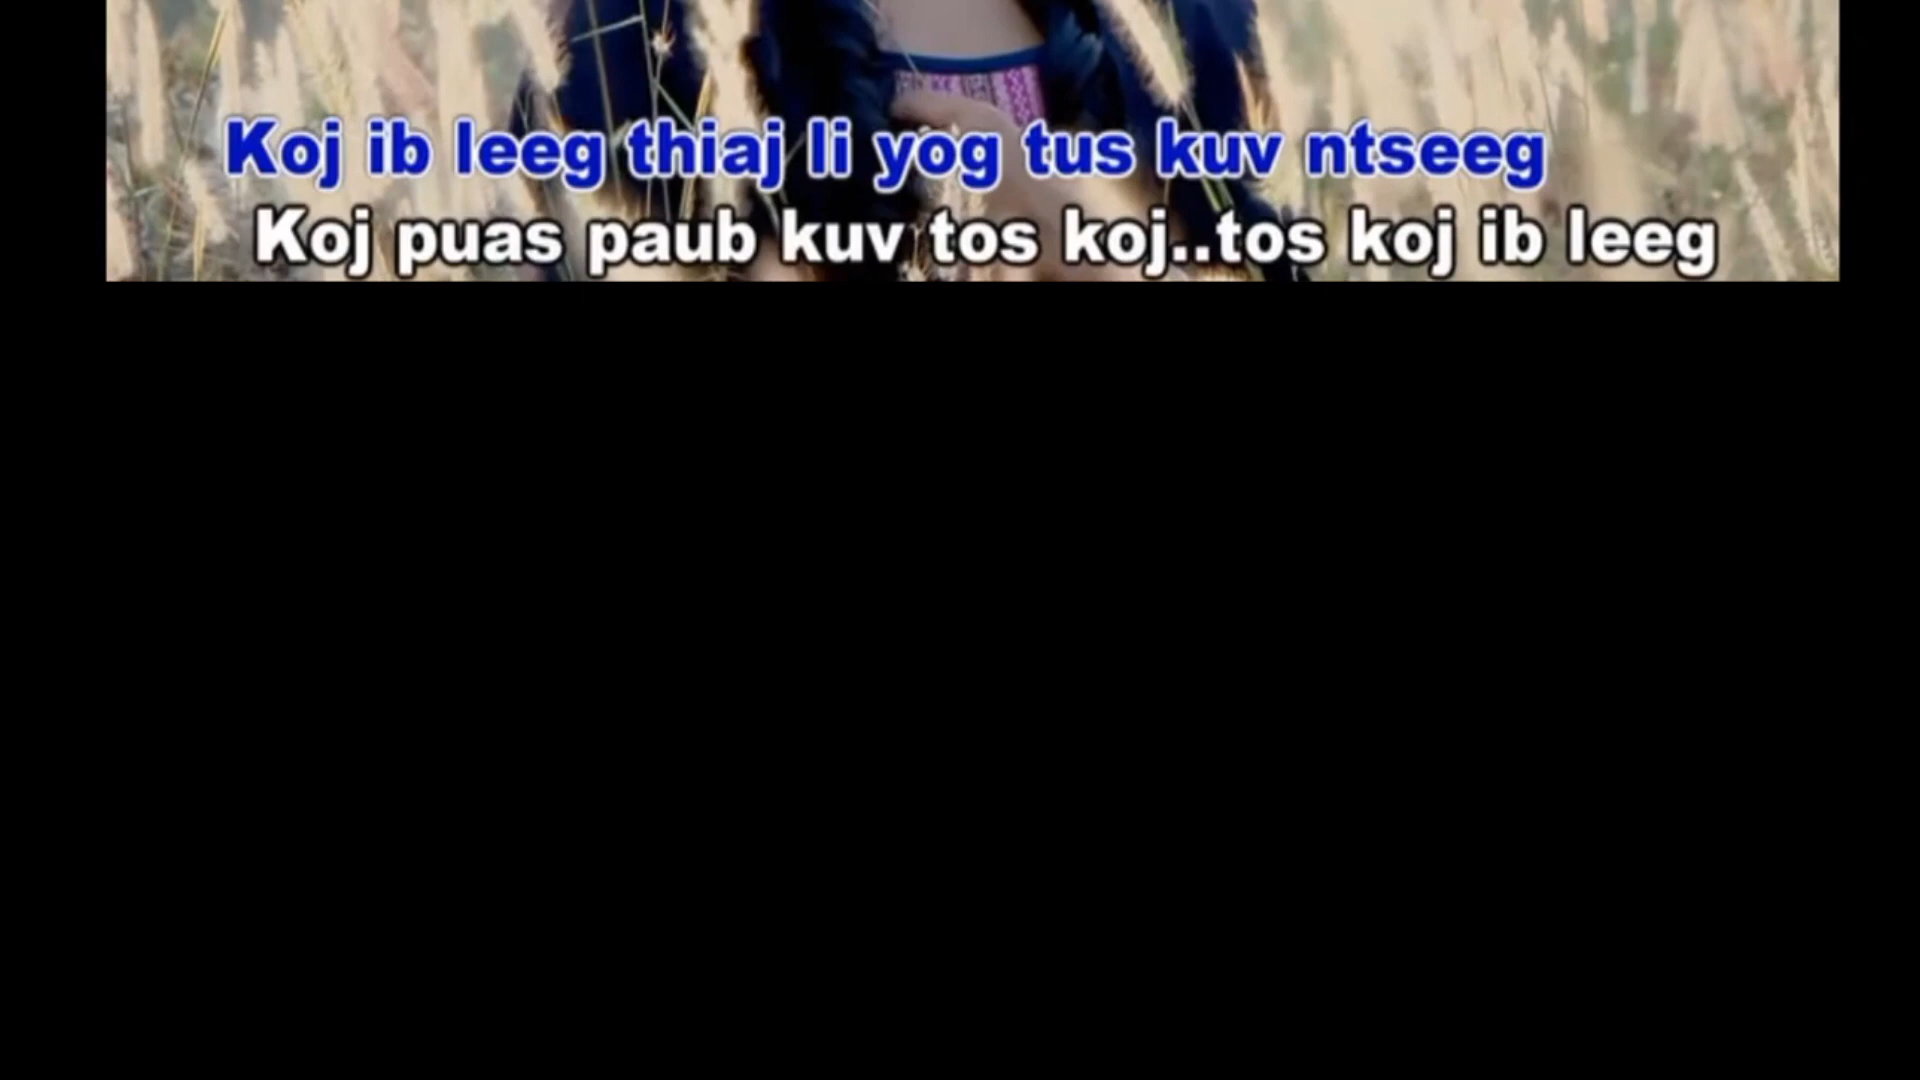 Koj ib leeg thiaj li yog tus kuv ntseeg
Koj puas paub kuv tos koj..tos koj ib leeg